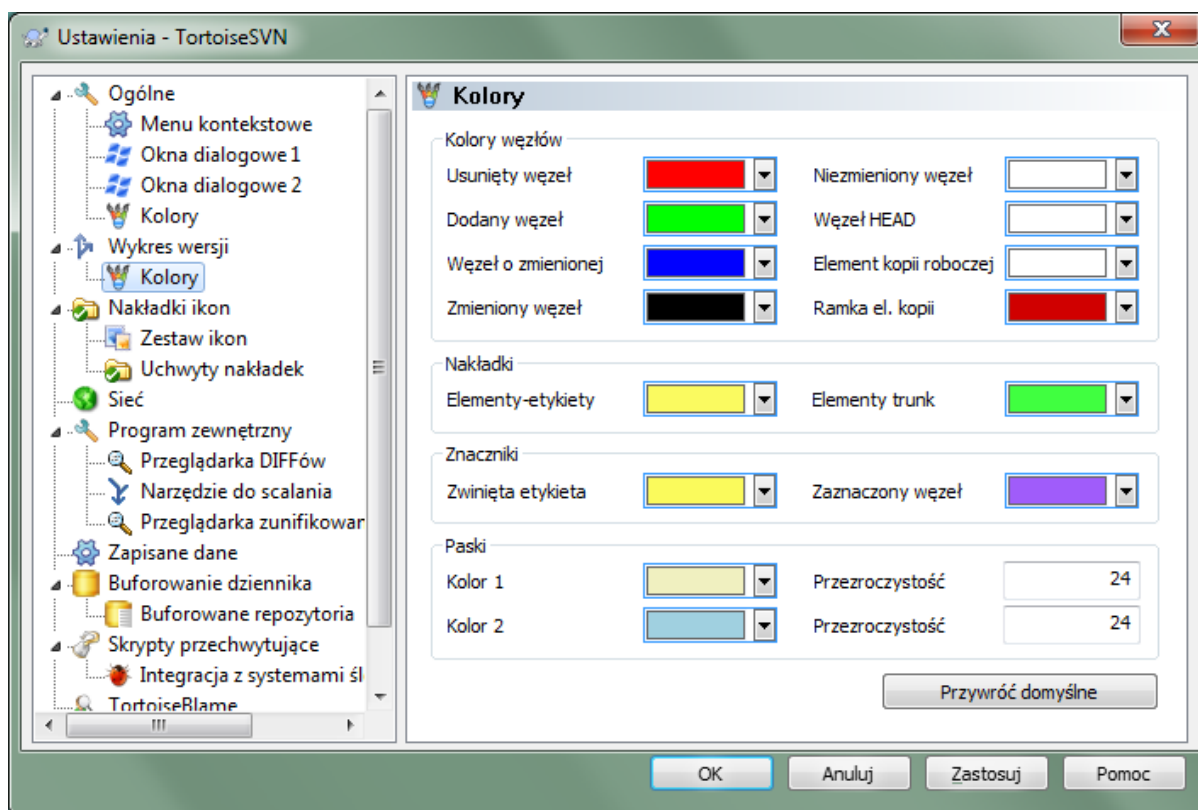 Ustawienia - TortoiseSVN
Ogólne
Menu kontekstowe
Okna dialogowe 1
Okna dialogowe 2
Kolory
Wykres wersji
Kolory
Nakładki ikon
Zestaw ikon
Uchwyty nakładek
Sieć
Program zewnętrzny
Przeglądarka DIFFów
Narzędzie do scalania
Przeglądarka zunifikowar
Zapisane dane
Buforowanie dziennika
Buforowane repozytoria
Skrypty przechwytujące
Integracja z systemami śl
TortoiseBlame
Kolory
Kolory węzłów
Usunięty węzeł
Niezmieniony węzeł
Dodany węzeł
Węzeł HEAD
Węzeł o zmienionej
Element kopii roboczej
Zmieniony węzeł
Ramka el. kopii
Nakładki
Elementy-etykiety
Elementy trunk
Znaczniki
Zwinięta etykieta
Zaznaczony węzeł
Paski
Kolor 1
Przezroczystość 24
Kolor 2
Przezroczystość 24
Przywróć domyślne
OK
Anuluj
Zastosuj
Pomoc